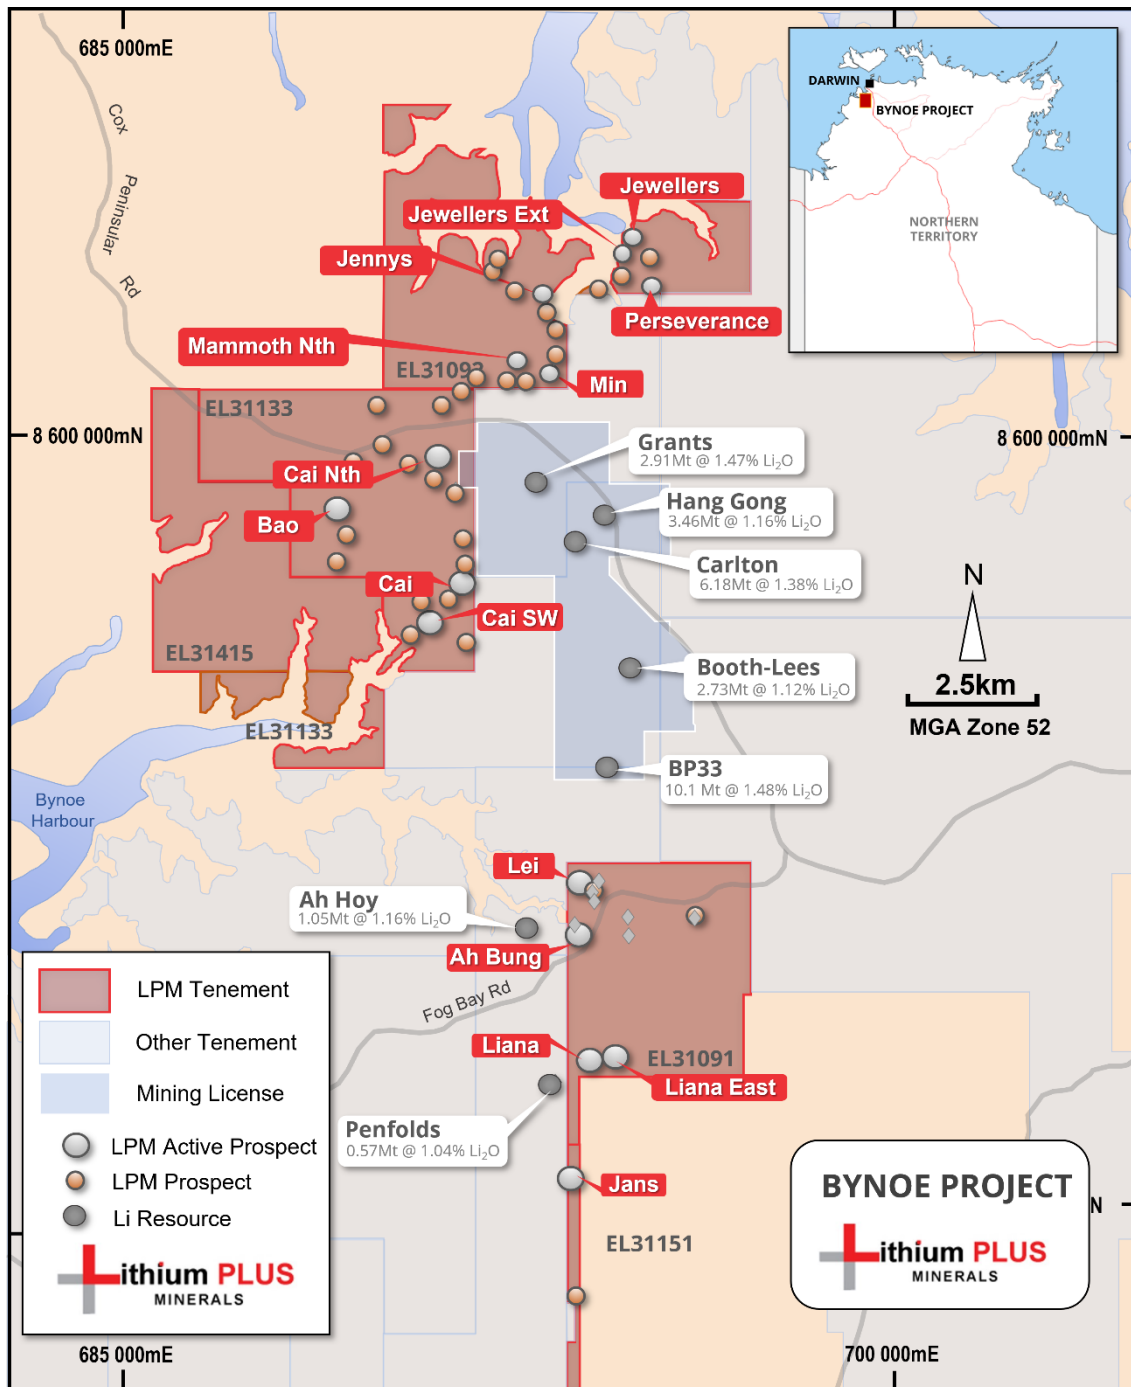 685 000mE
Cox Peninsular Rd
DARWIN
BYNOE PROJECT
NORTHERN
TERRITORY
Jewellers
Jewellers Ext
Jennys
Perseverance
Mammoth Nth
EL31093
Min
EL31133
8 600 000mN
8 600 000mN
Grants
2.91Mt @ 1.47% Li₂O
Cai Nth
Hang Gong
3.46Mt @ 1.16% Li₂O
Bao
Carlton
6.18Mt @ 1.38% Li₂O
Cai
Cai SW
N
EL31415
Booth-Lees
2.73Mt @ 1.12% Li₂O
2.5km
MGA Zone 52
EL31133
BP33
10.1 Mt @ 1.48% Li₂O
Bynoe
Harbour
Lei
Ah Hoy
1.05Mt @ 1.16% Li₂O
Ah Bung
Fog Bay Rd
Liana
EL31091
Liana East
Penfolds
0.57Mt @ 1.04% Li₂O
Jans
EL31151
LPM Tenement
Other Tenement
Mining License
LPM Active Prospect
LPM Prospect
Li Resource
Lithium PLUS
MINERALS
BYNOE PROJECT
Lithium PLUS
MINERALS
N
685 000mE
700 000mE